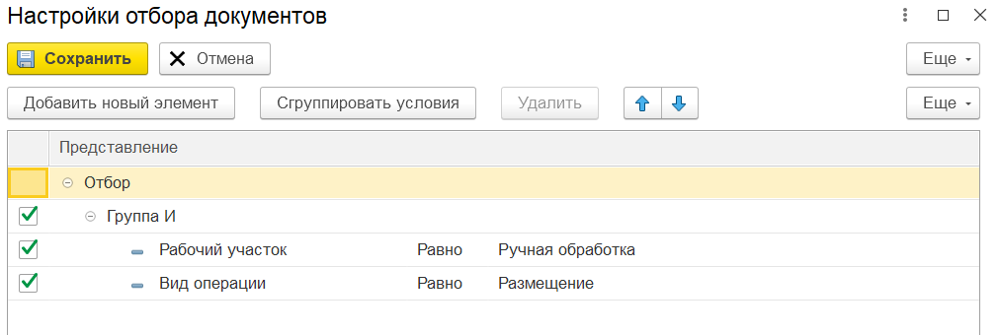 Настройки отбора документов
Сохранить Отмена Еще
Добавить новый элемент Сгруппировать условия Удалить Еще
Представление
Отбор
Группа И
Рабочий участок Равно Ручная обработка
Вид операции Равно Размещение